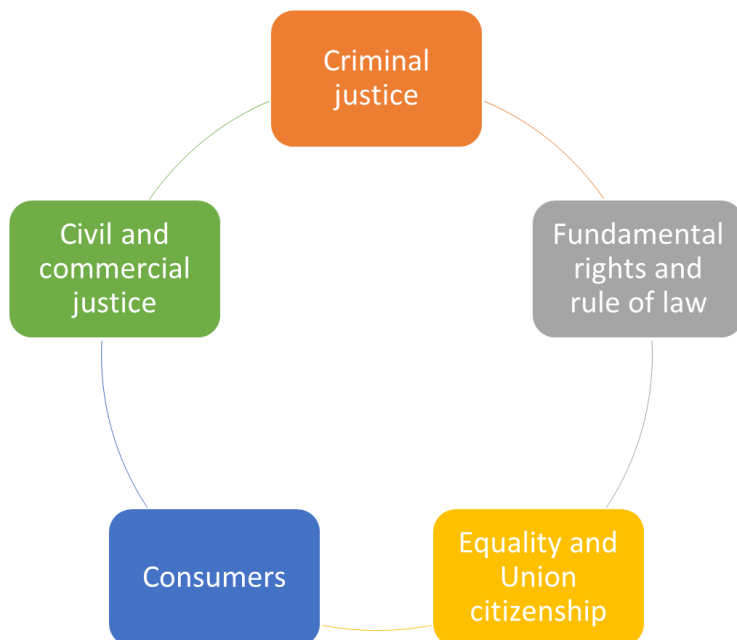 Criminal
justice
Fundamental
rights and
rule of law
Equality and
Union
citizenship
Consumers
Civil and
commercial
justice